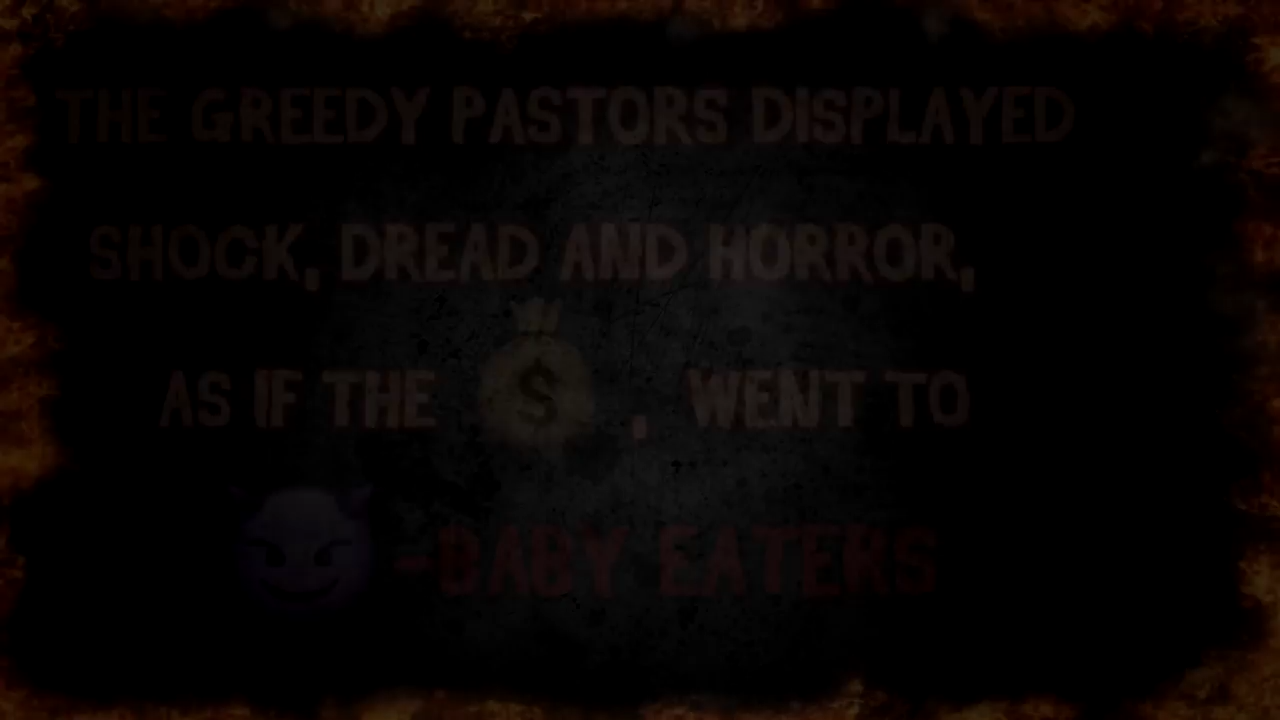 THE GREEDY PASTORS DISPLAYED
SHOCK, DREAD AND HORROR,
AS IF THE 💰, WENT TO
😈-BABY EATERS